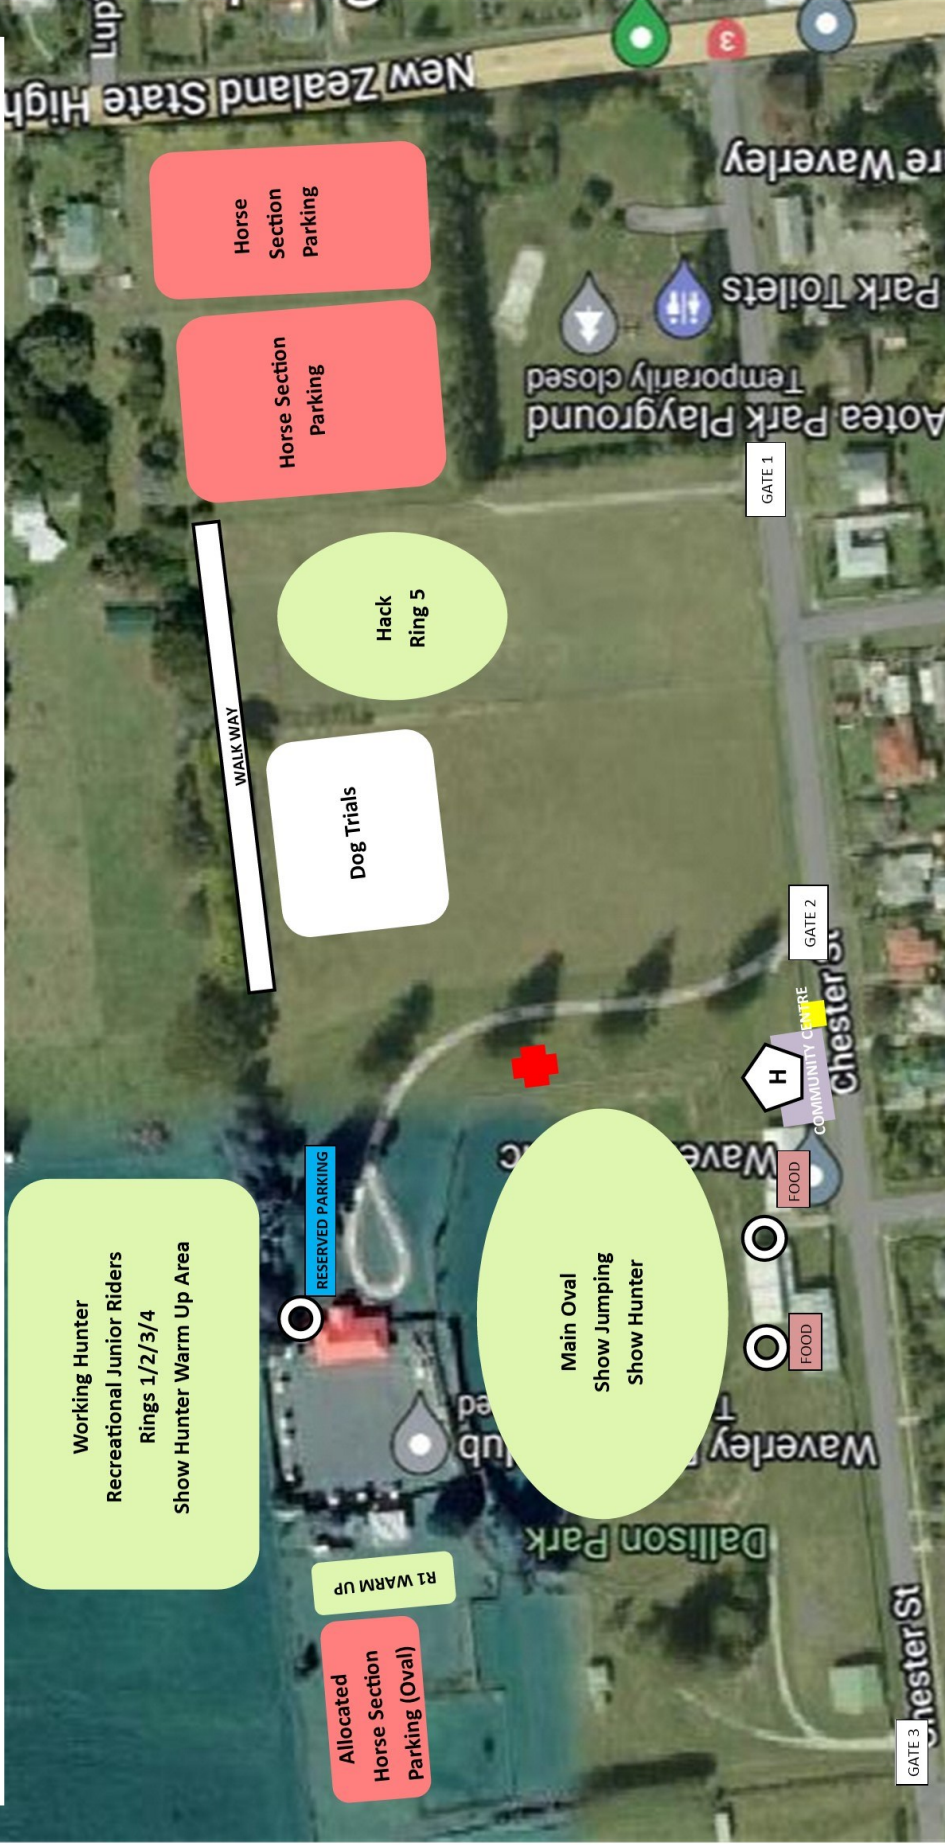 New Zealand State High
3
re Waverley
Park Toilets
Temporarily closed
Aotea Park Playground
Horse
Section
Parking
Horse Section
Parking
GATE 1
Hack
Ring 5
WALK WAY
Dog Trials
GATE 2
Chester St
COMMUNITY CENTRE
H
FOOD
RESERVED PARKING
Working Hunter
Recreational Junior Riders
Rings 1/2/3/4
Show Hunter Warm Up Area
Main Oval
Show Jumping
Show Hunter
FOOD
Waverley
Dallison Park
R1 WARM UP
Allocated
Horse Section
Parking (Oval)
GATE 3
hester St